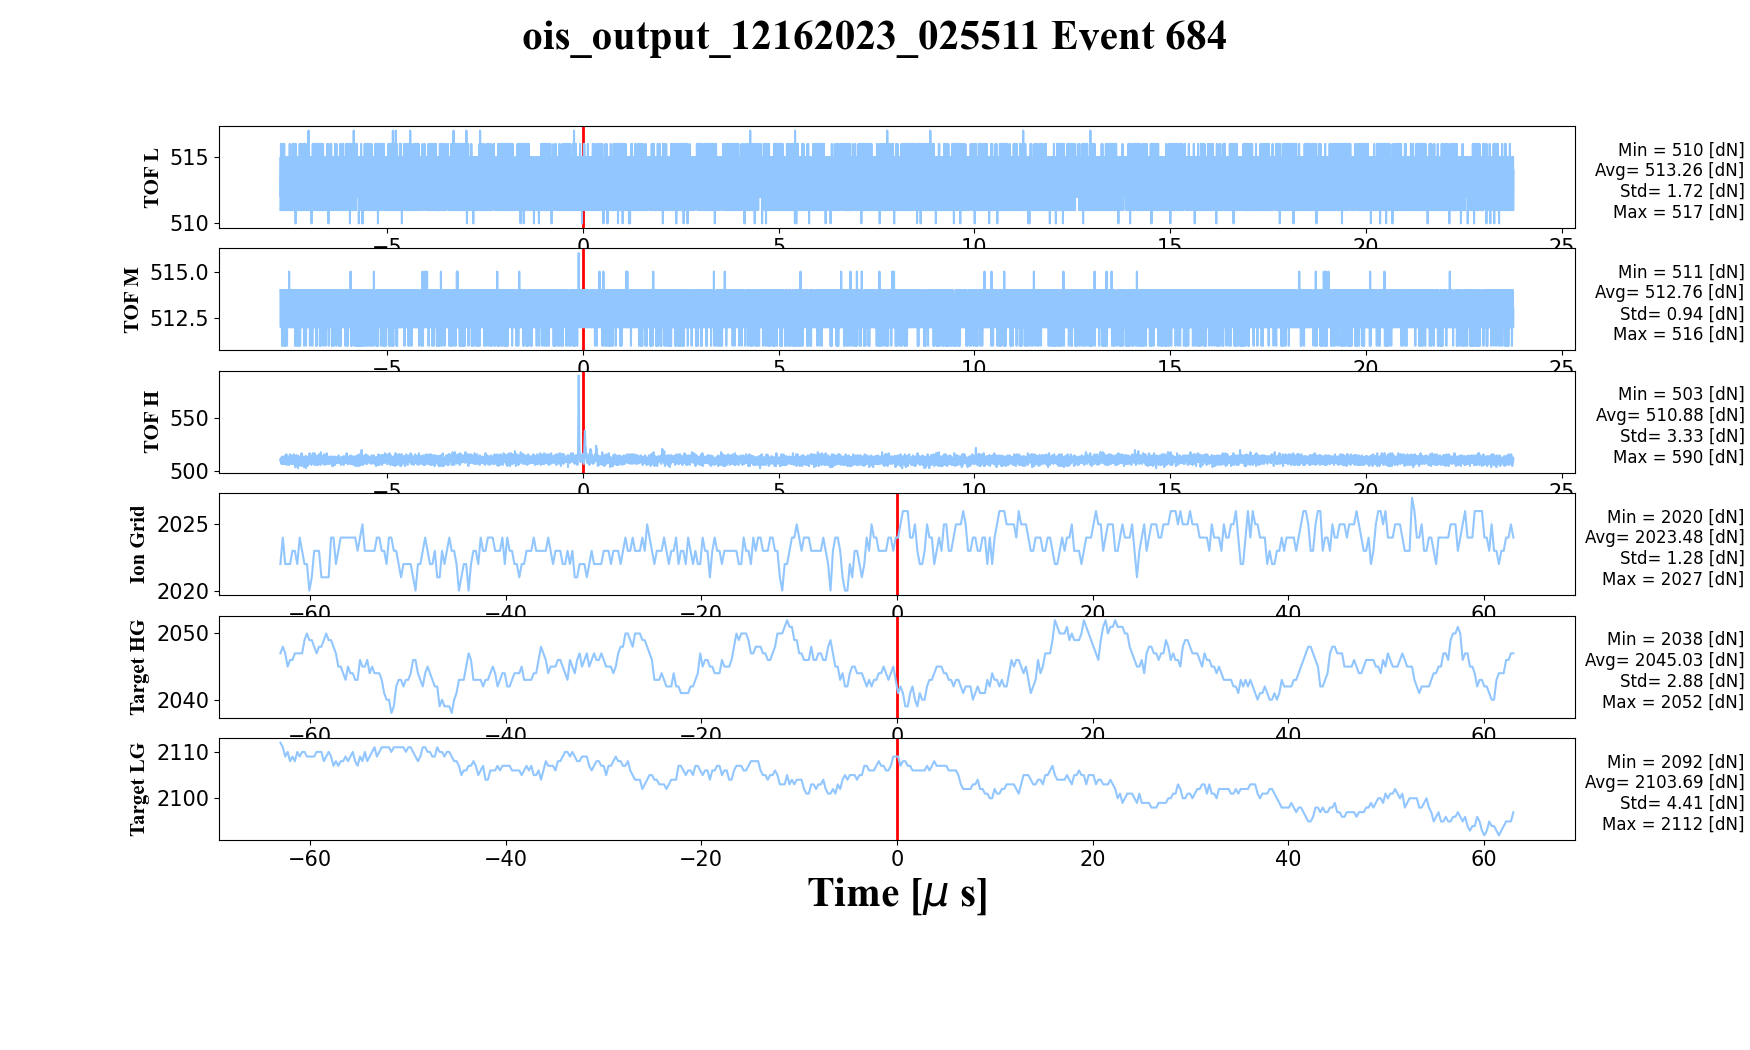 ois_output_12162023_025511 Event 684
TOF L
515
510
−5
0
5
10
15
20
25
Min = 510 [dN]
Avg= 513.26 [dN]
Std= 1.72 [dN]
Max = 517 [dN]
TOF M
515.0
512.5
−5
0
5
10
15
20
25
Min = 511 [dN]
Avg= 512.76 [dN]
Std= 0.94 [dN]
Max = 516 [dN]
TOF H
550
500
−5
0
5
10
15
20
25
Min = 503 [dN]
Avg= 510.88 [dN]
Std= 3.33 [dN]
Max = 590 [dN]
Ion Grid
2025
2020
−60
−40
−20
0
20
40
60
Min = 2020 [dN]
Avg= 2023.48 [dN]
Std= 1.28 [dN]
Max = 2027 [dN]
Target HG
2050
2040
−60
−40
−20
0
20
40
60
Min = 2038 [dN]
Avg= 2045.03 [dN]
Std= 2.88 [dN]
Max = 2052 [dN]
Target LG
2110
2100
−60
−40
−20
0
20
40
60
Min = 2092 [dN]
Avg= 2103.69 [dN]
Std= 4.41 [dN]
Max = 2112 [dN]
Time [μ s]